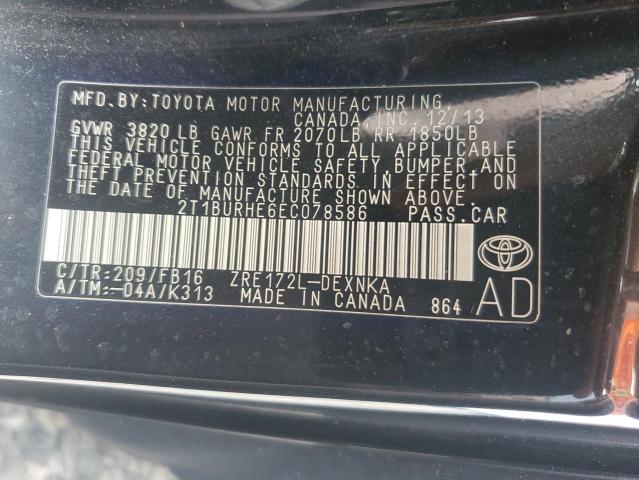 MFD. BY: TOYOTA MOTOR MANUFACTURING,
CANADA, INC. 12/13
GVWR 3820 LB GAWR FR 2070LB RR 1850LB
THIS VEHICLE CONFORMS TO ALL APPLICABLE
FEDERAL MOTOR VEHICLE SAFETY, BUMPER, AND
THEFT PREVENTION STANDARDS IN EFFECT ON
THE DATE OF MANUFACTURE SHOWN ABOVE.
2T1BURHE6EC078586 PASS. CAR
C/TR: 209/FB16 ZRE172L-DEXNKA
A/TM: -04A/K313 MADE IN CANADA 864
AD